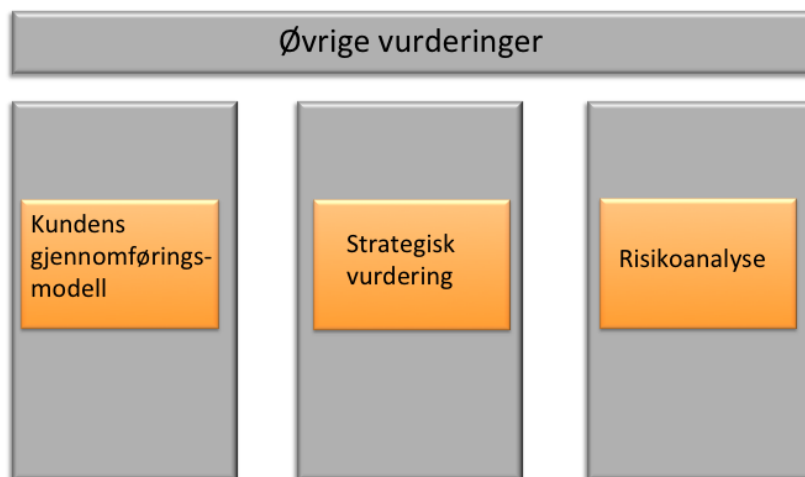 Øvrige vurderinger
Kundens
gjennomførings-
modell
Strategisk
vurdering
Risikoanalyse